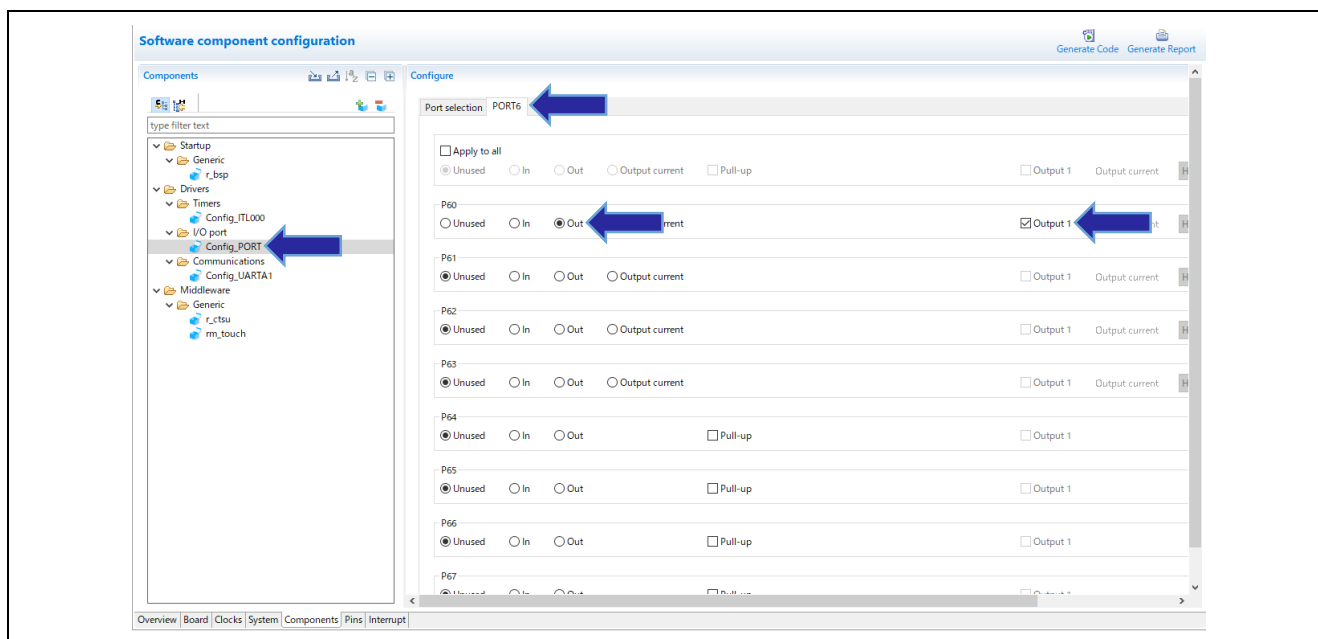 Software component configuration
Generate Code Generate Report
Components
Configure
type filter text
Startup
Generic
r_bsp
Drivers
Timers
Config_ITL000
I/O port
Config_PORT
Communications
Config_UARTA1
Middleware
Generic
r_ctsu
rm_touch
Port selection PORT6
Apply to all
Unused In Out Output current Pull-up Output 1 Output current H
P60
Unused In Out Output 1 H
P61
Unused In Out Output current Output 1 Output current H
P62
Unused In Out Output current Output 1 Output current H
P63
Unused In Out Output current Output 1 Output current H
P64
Unused In Out Pull-up Output 1
P65
Unused In Out Pull-up Output 1
P66
Unused In Out Pull-up Output 1
P67
Overview Board Clocks System Components Pins Interrupt